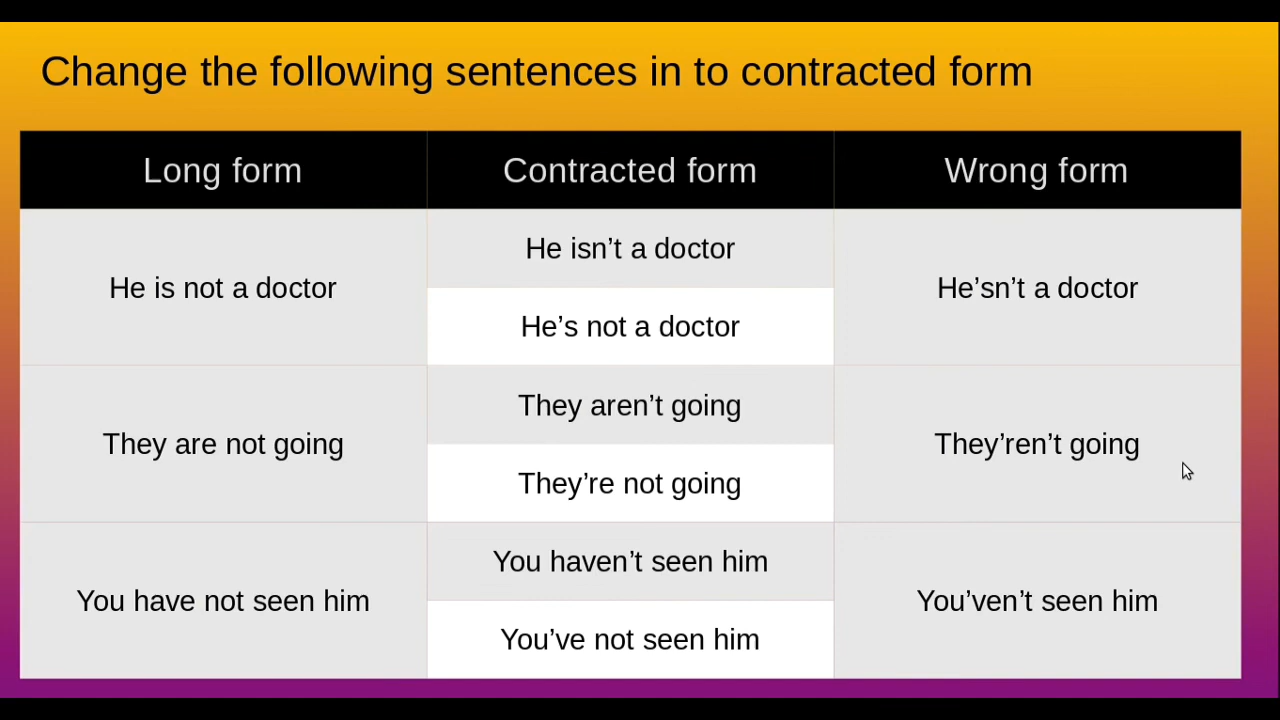 Change the following sentences in to contracted form
Long form
Contracted form
Wrong form
He is not a doctor
He isn’t a doctor
He’s not a doctor
He’sn’t a doctor
They are not going
They aren’t going
They’re not going
They’ren’t going
You have not seen him
You haven’t seen him
You’ve not seen him
You’ven’t seen him